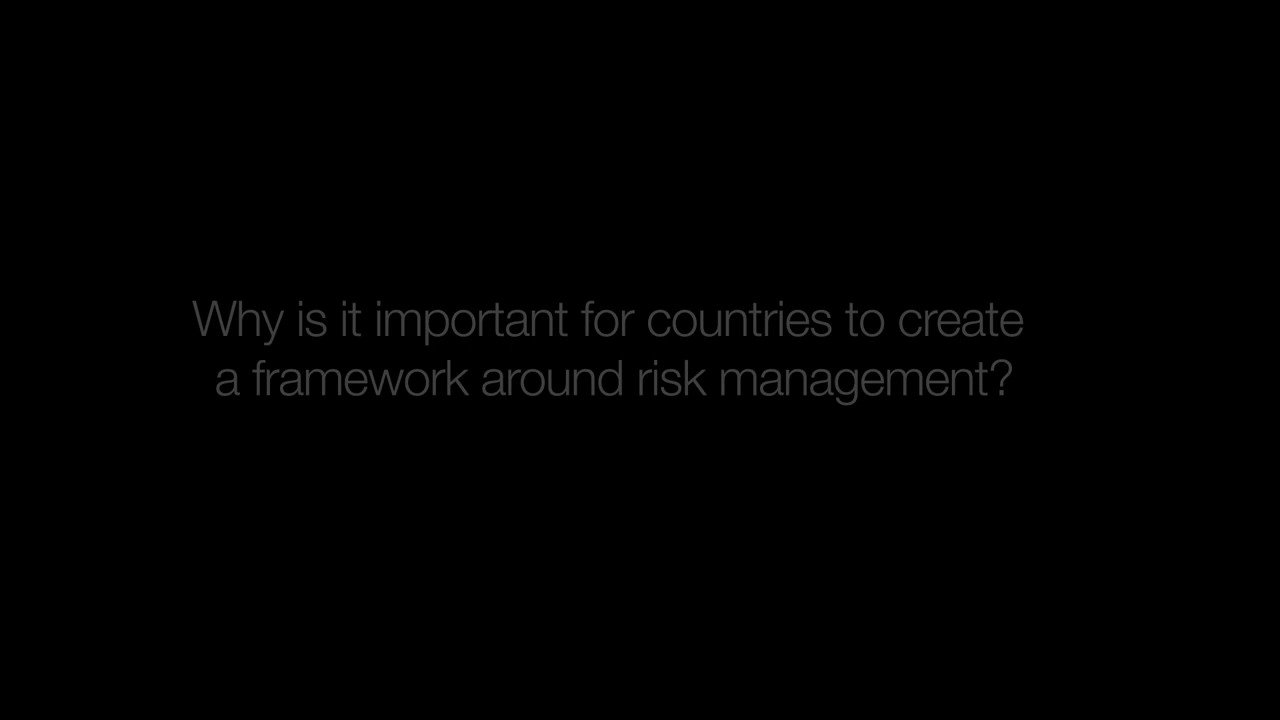 Why is it important for countries to create
a framework around risk management?